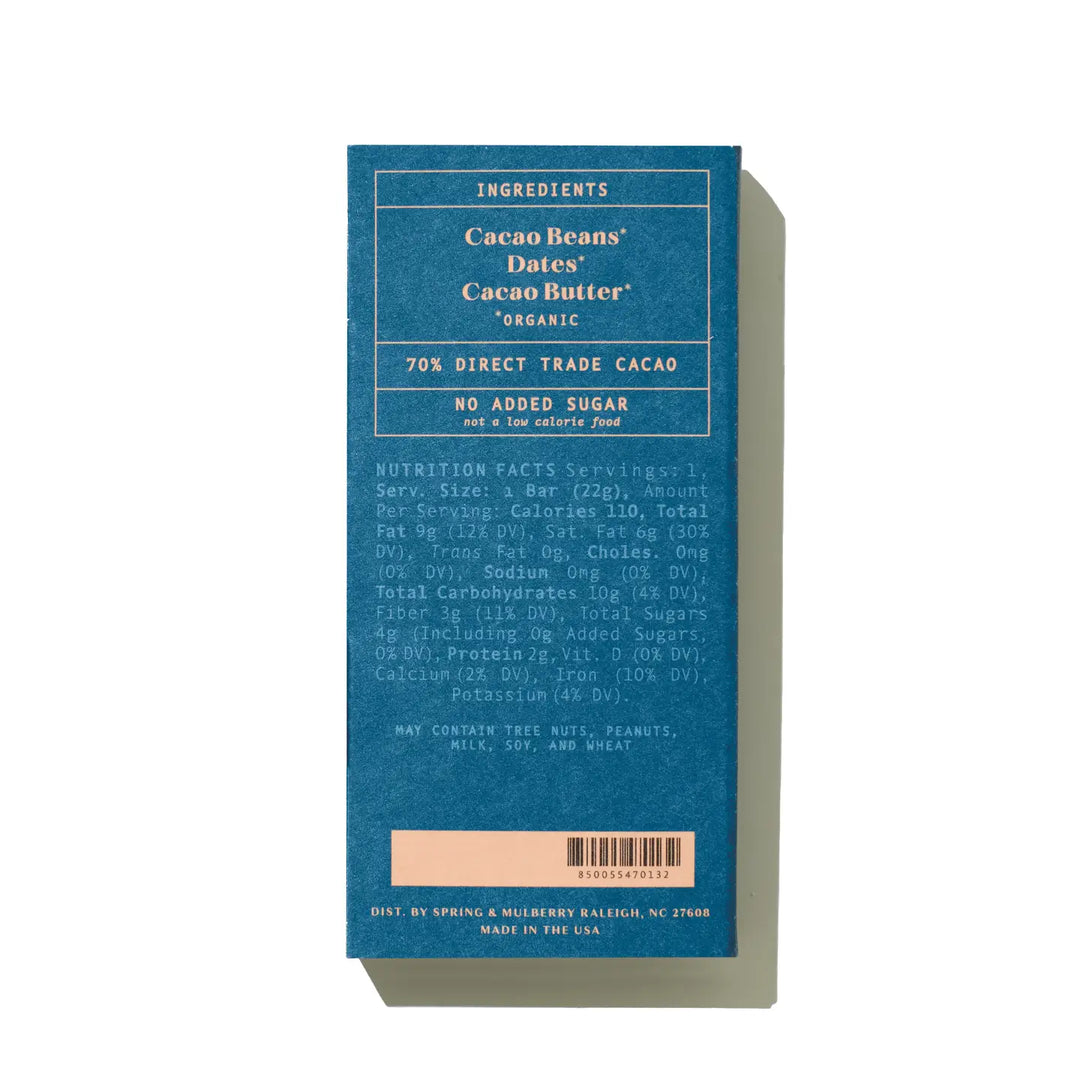 INGREDIENTS
Cacao Beans*
Dates*
Cacao Butter*
*ORGANIC
70% DIRECT TRADE CACAO
NO ADDED SUGAR
not a low calorie food
NUTRITION FACTS Servings: 1,
Serv. Size: 1 Bar (22g), Amount
Per Serving: Calories 110, Total
Fat 9g (12% DV), Sat. Fat 6g (30%
DV), Trans Fat 0g, Choles. 0mg
(0% DV), Sodium 0mg (0% DV),
Total Carbohydrates 10g (4% DV),
Fiber 3g (11% DV), Total Sugars
4g (Including 0g Added Sugars,
0% DV), Protein 2g, Vit. D (0% DV),
Calcium (2% DV), Iron (10% DV),
Potassium (4% DV).
MAY CONTAIN TREE NUTS, PEANUTS,
MILK, SOY, AND WHEAT
850055470132
DIST. BY SPRING & MULBERRY RALEIGH, NC 27608
MADE IN THE USA